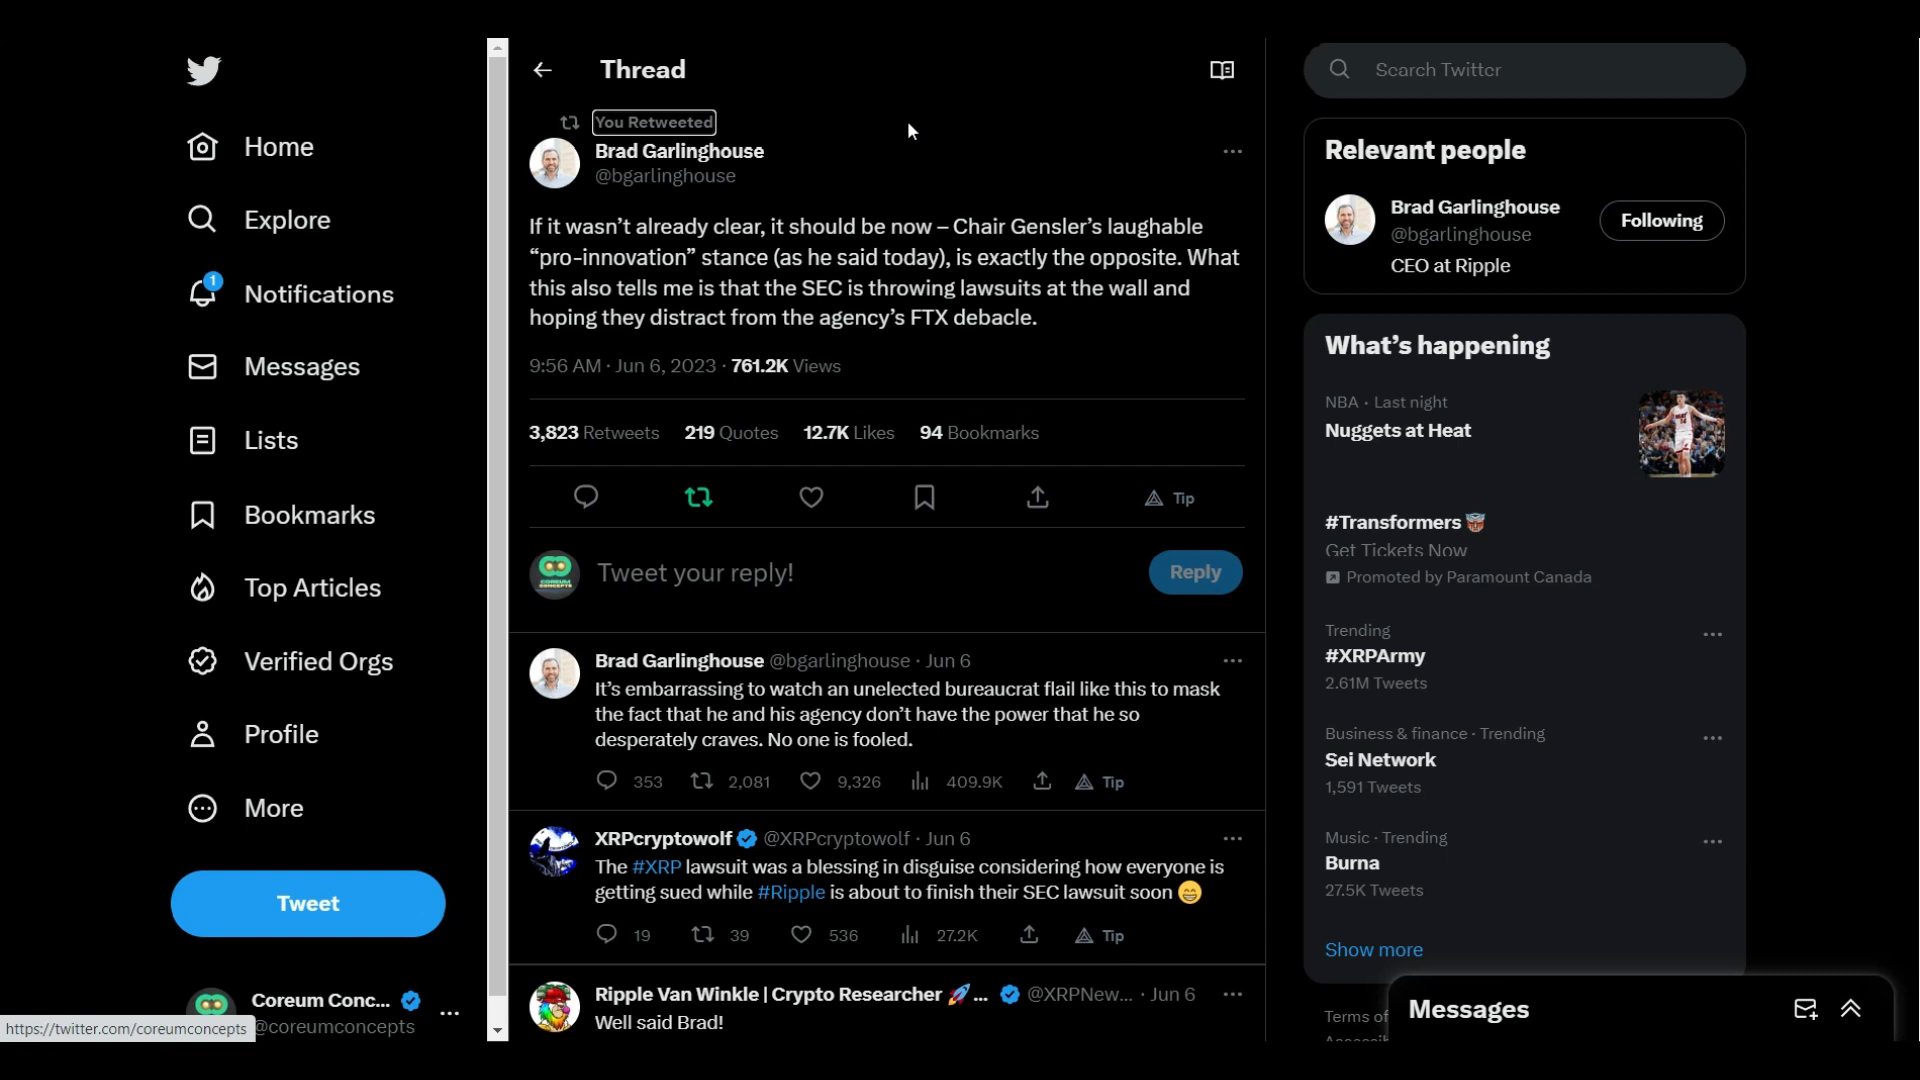 Home
Explore
1
Notifications
Messages
Lists
Bookmarks
Top Articles
Verified Orgs
Profile
More
Tweet
Coreum Conc...
@coreumconcepts
https://twitter.com/coreumconcepts
Thread
You Retweeted
Brad Garlinghouse
@bgarlinghouse
If it wasn’t already clear, it should be now – Chair Gensler’s laughable
“pro-innovation” stance (as he said today), is exactly the opposite. What
this also tells me is that the SEC is throwing lawsuits at the wall and
hoping they distract from the agency’s FTX debacle.
9:56 AM · Jun 6, 2023 · 761.2K Views
3,823 Retweets 219 Quotes 12.7K Likes 94 Bookmarks
Tip
COREUM
CONCEPTS
Tweet your reply!
Reply
Brad Garlinghouse @bgarlinghouse · Jun 6
It’s embarrassing to watch an unelected bureaucrat flail like this to mask
the fact that he and his agency don’t have the power that he so
desperately craves. No one is fooled.
353 2,081 9,326 409.9K Tip
XRPcryptowolf @XRPcryptowolf · Jun 6
The #XRP lawsuit was a blessing in disguise considering how everyone is
getting sued while #Ripple is about to finish their SEC lawsuit soon 😁
19 39 536 27.2K Tip
Ripple Van Winkle | Crypto Researcher 🚀 ... @XRPNew... · Jun 6
Well said Brad!
Search Twitter
Relevant people
Brad Garlinghouse
@bgarlinghouse
Following
CEO at Ripple
What’s happening
NBA · Last night
Nuggets at Heat
#Transformers
Get Tickets Now
Promoted by Paramount Canada
Trending
#XRPArmy
2.61M Tweets
Business & finance · Trending
Sei Network
1,591 Tweets
Music · Trending
Burna
27.5K Tweets
Show more
Terms of
Messages